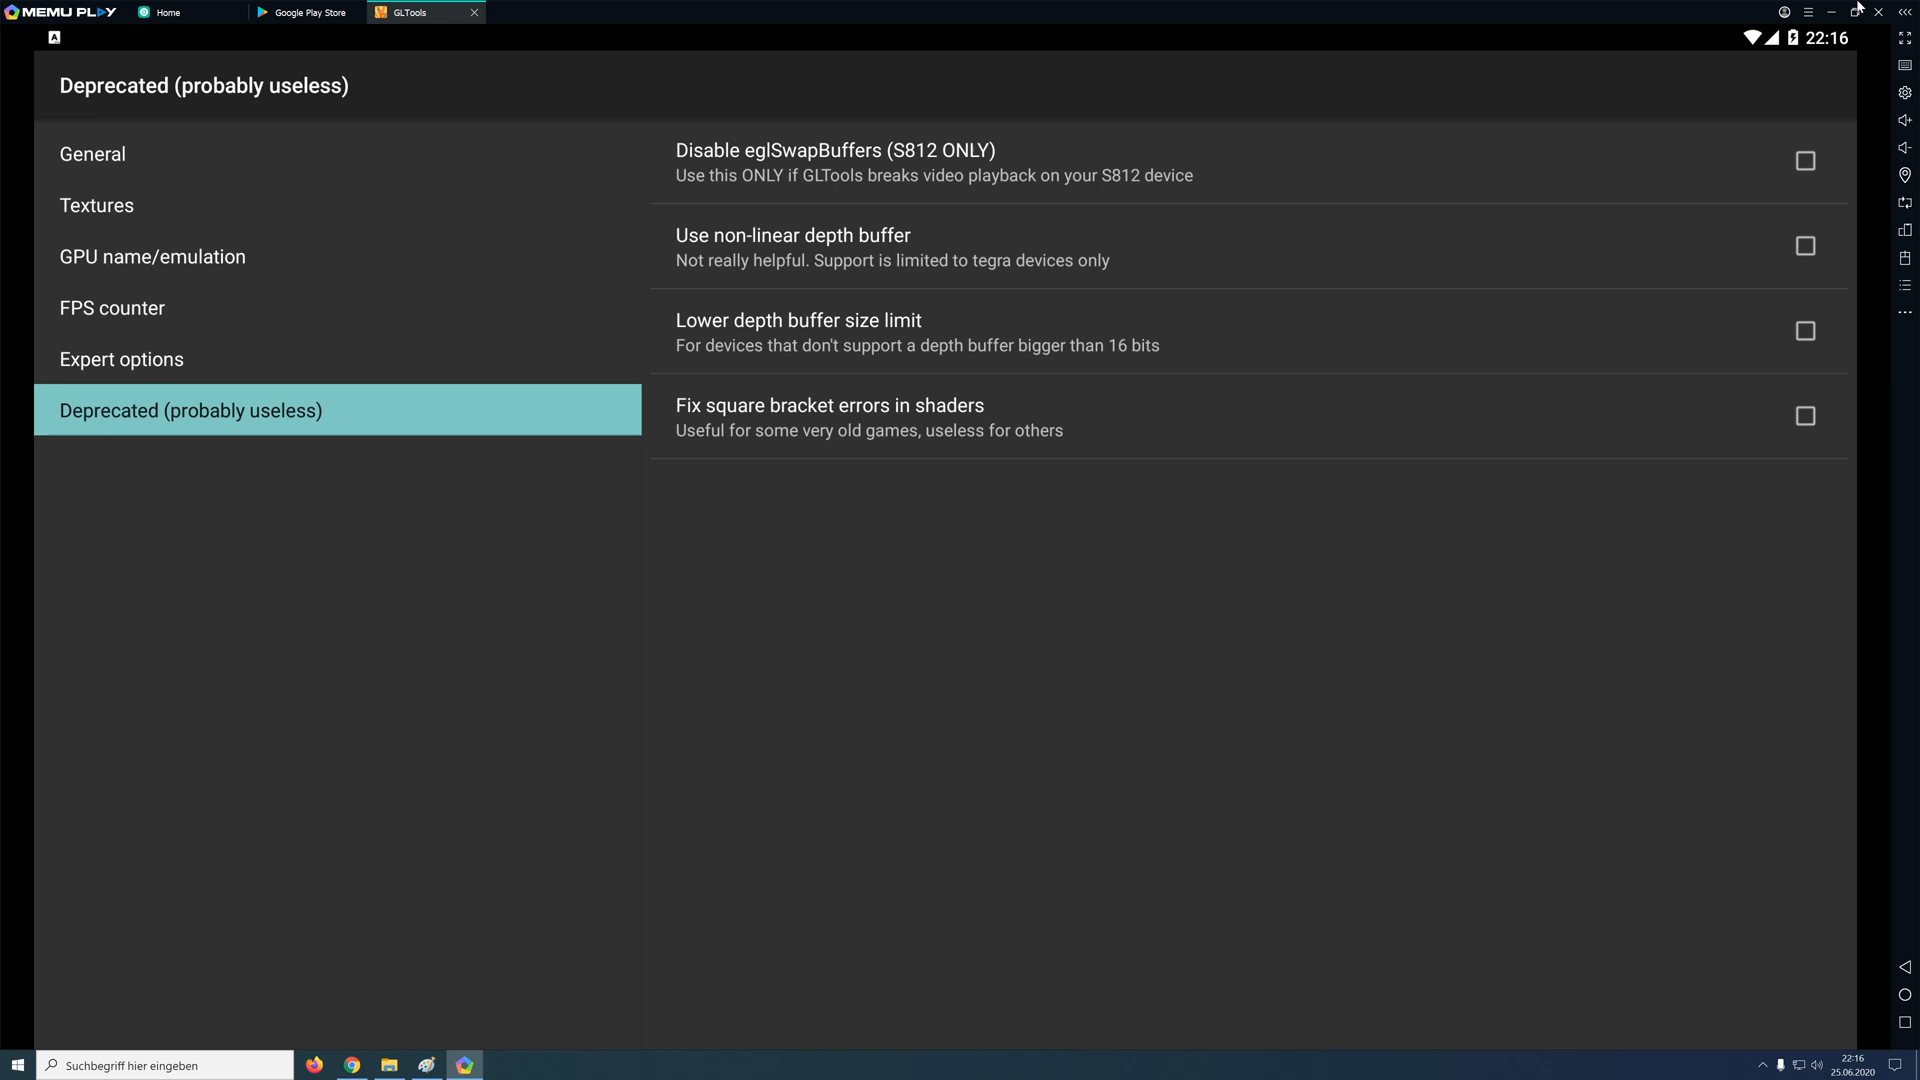 MEMU PLAY
Home
Google Play Store
GLTools
A
22:16
Deprecated (probably useless)
General
Textures
GPU name/emulation
FPS counter
Expert options
Deprecated (probably useless)
Disable eglSwapBuffers (S812 ONLY)
Use this ONLY if GLTools breaks video playback on your S812 device
Use non-linear depth buffer
Not really helpful. Support is limited to tegra devices only
Lower depth buffer size limit
For devices that don't support a depth buffer bigger than 16 bits
Fix square bracket errors in shaders
Useful for some very old games, useless for others
Suchbegriff hier eingeben
22:16
25.06.2020